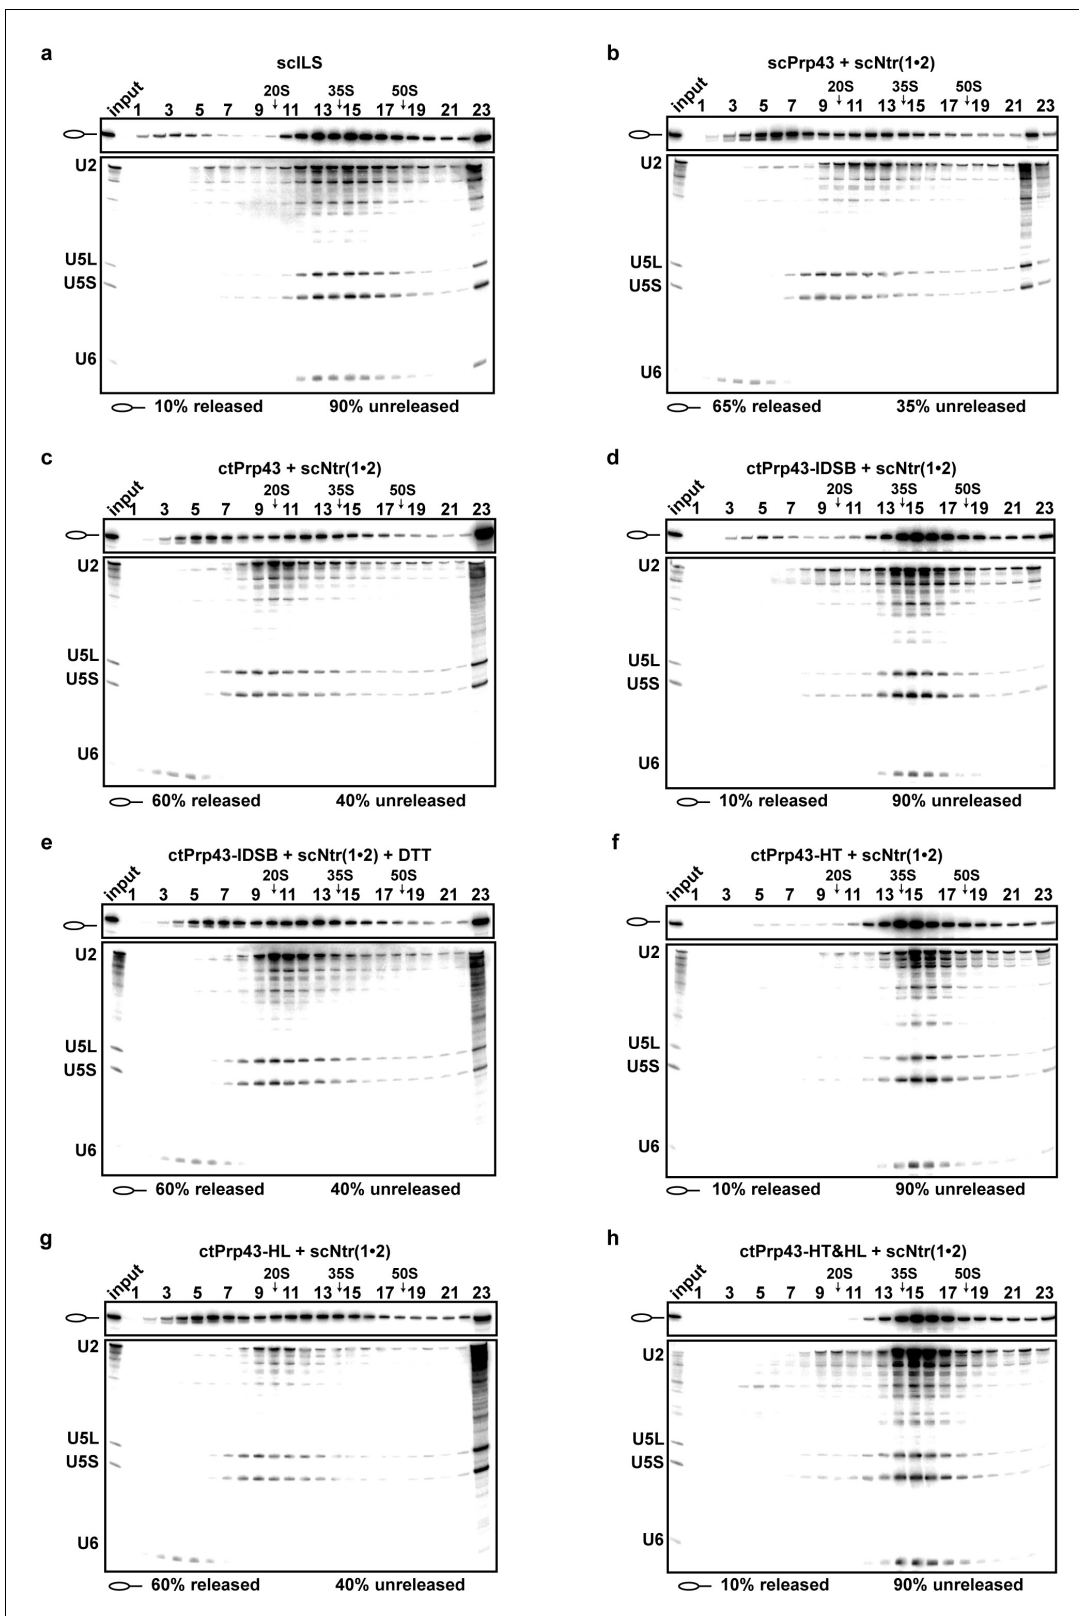 a
scILS
20S 35S 50S
input 1 3 5 7 9 11 13 15 17 19 21 23
U2
U5L
U5S
U6
10% released 90% unreleased
b
scPrp43 + scNtr(1•2)
20S 35S 50S
input 1 3 5 7 9 11 13 15 17 19 21 23
U2
U5L
U5S
U6
65% released 35% unreleased
c
ctPrp43 + scNtr(1•2)
20S 35S 50S
input 1 3 5 7 9 11 13 15 17 19 21 23
U2
U5L
U5S
U6
60% released 40% unreleased
d
ctPrp43-IDSB + scNtr(1•2)
20S 35S 50S
input 1 3 5 7 9 11 13 15 17 19 21 23
U2
U5L
U5S
U6
10% released 90% unreleased
e
ctPrp43-IDSB + scNtr(1•2) + DTT
20S 35S 50S
input 1 3 5 7 9 11 13 15 17 19 21 23
U2
U5L
U5S
U6
60% released 40% unreleased
f
ctPrp43-HT + scNtr(1•2)
20S 35S 50S
input 1 3 5 7 9 11 13 15 17 19 21 23
U2
U5L
U5S
U6
10% released 90% unreleased
g
ctPrp43-HL + scNtr(1•2)
20S 35S 50S
input 1 3 5 7 9 11 13 15 17 19 21 23
U2
U5L
U5S
U6
60% released 40% unreleased
h
ctPrp43-HT&HL + scNtr(1•2)
20S 35S 50S
input 1 3 5 7 9 11 13 15 17 19 21 23
U2
U5L
U5S
U6
10% released 90% unreleased